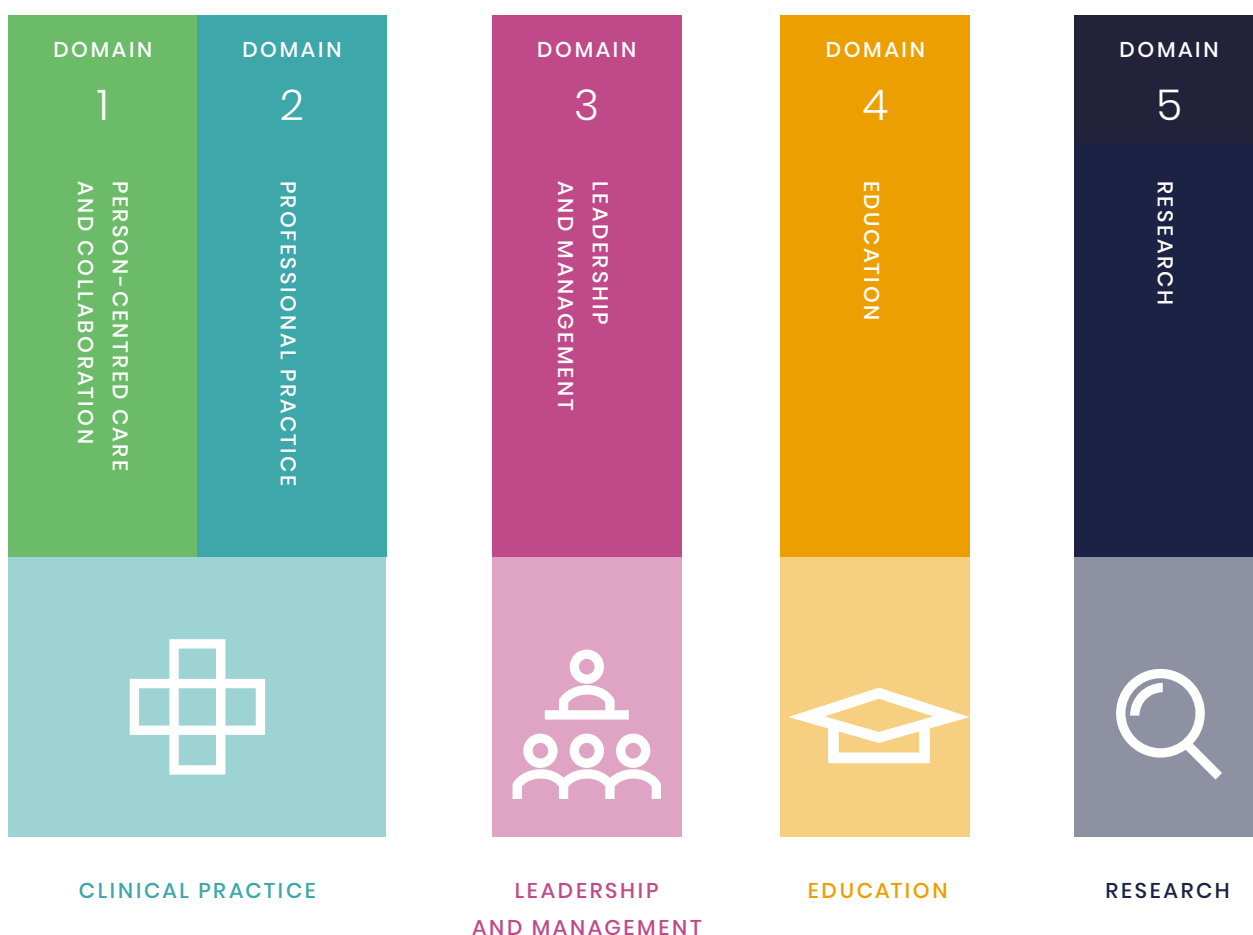 DOMAIN
1
PERSON-CENTRED CARE
AND COLLABORATION
DOMAIN
2
PROFESSIONAL PRACTICE
CLINICAL PRACTICE
DOMAIN
3
LEADERSHIP
AND MANAGEMENT
LEADERSHIP
AND MANAGEMENT
DOMAIN
4
EDUCATION
EDUCATION
DOMAIN
5
RESEARCH
RESEARCH